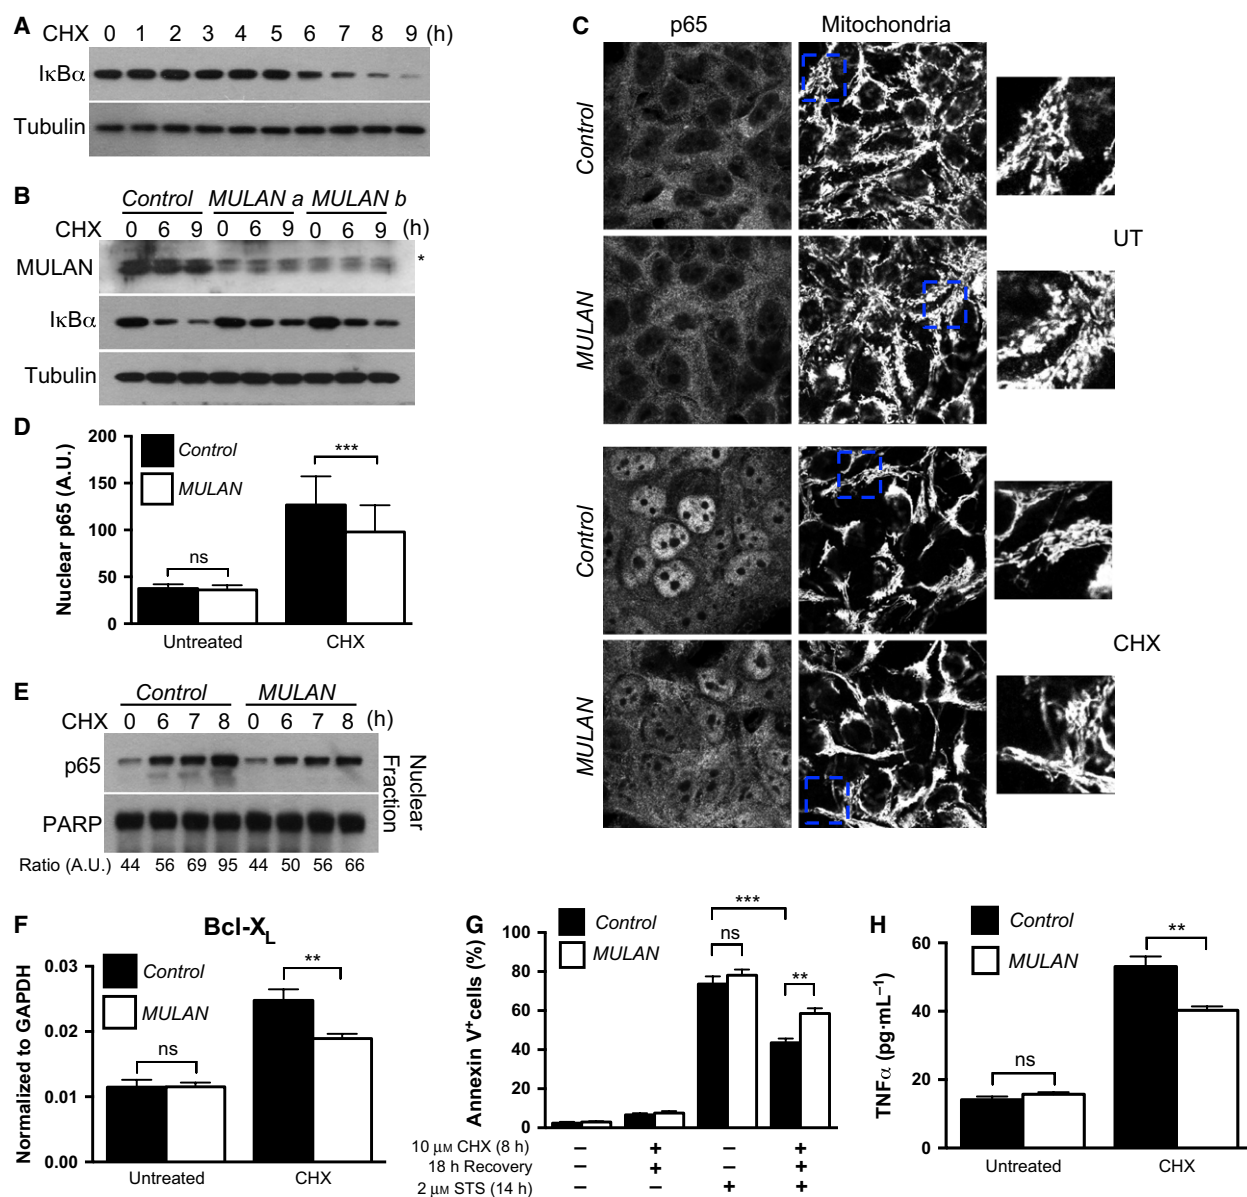 A
CHX 0 1 2 3 4 5 6 7 8 9 (h)
IκBα
Tubulin
B
Control MULAN a MULAN b
CHX 0 6 9 0 6 9 0 6 9 (h)
MULAN *
IκBα
Tubulin
C
p65 Mitochondria
Control
UT
MULAN
Control
CHX
MULAN
D
Nuclear p65 (A.U.)
200
150
100
50
0
Control
MULAN
ns
***
Untreated CHX
E
Control MULAN
CHX 0 6 7 8 0 6 7 8 (h)
p65
PARP
Nuclear
Fraction
Ratio (A.U.) 44 56 69 95 44 50 56 66
F
Bcl-XL
Normalized to GAPDH
0.03
0.02
0.01
0.00
Control
MULAN
ns
**
Untreated CHX
G
Annexin V+cells (%)
100
80
60
40
20
0
Control
MULAN
***
ns
**
10 μM CHX (8 h) – + – +
18 h Recovery – + – +
2 μM STS (14 h) – – + +
H
TNFα (pg·mL−1)
60
40
20
0
Control
MULAN
ns
**
Untreated CHX